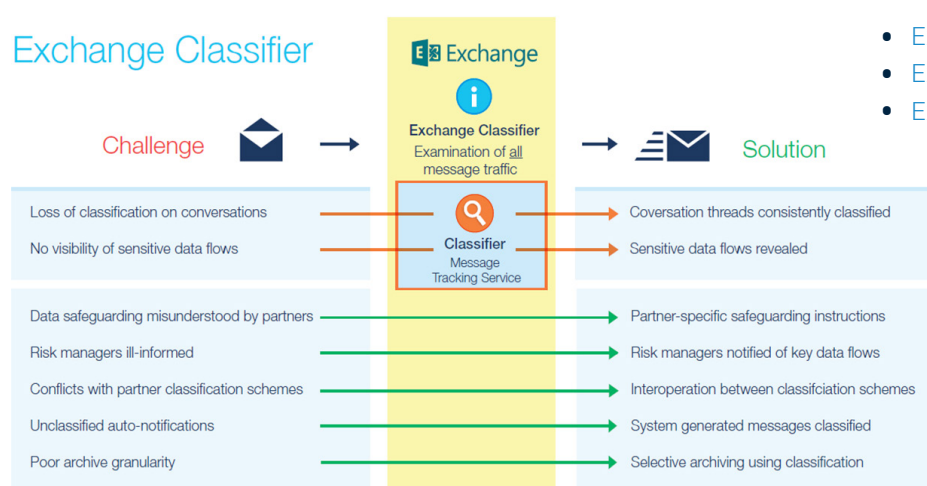 Exchange Classifier
E Exchange
i
Exchange Classifier
Examination of all
message traffic
Challenge
Solution
• E
• E
• E
Classifier
Message
Tracking Service
Loss of classification on conversations
Coversation threads consistently classified
No visibility of sensitive data flows
Sensitive data flows revealed
Data safeguarding misunderstood by partners
Partner-specific safeguarding instructions
Risk managers ill-informed
Risk managers notified of key data flows
Conflicts with partner classification schemes
Interoperation between classifciation schemes
Unclassified auto-notifications
System generated messages classified
Poor archive granularity
Selective archiving using classification